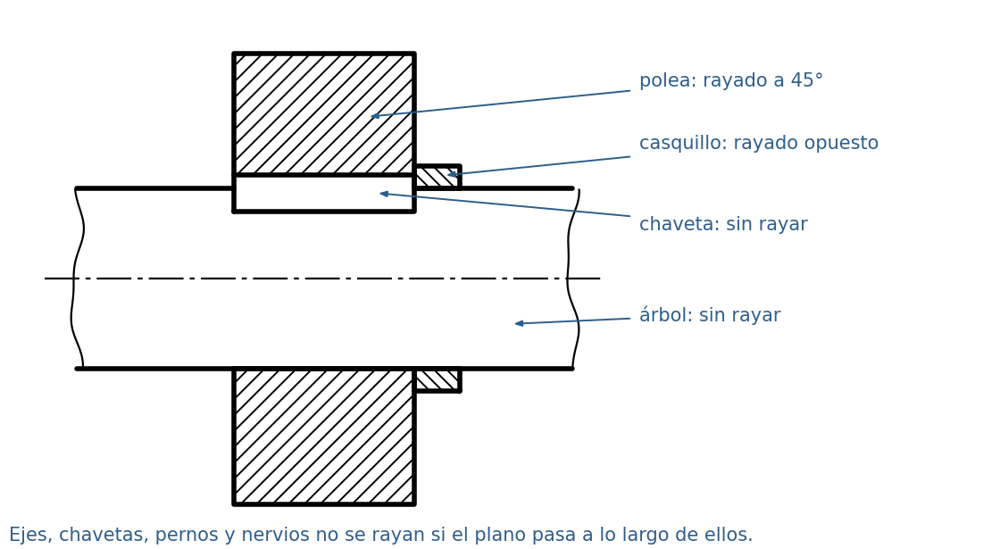 polea: rayado a 45°
casquillo: rayado opuesto
chaveta: sin rayar
árbol: sin rayar
Ejes, chavetas, pernos y nervios no se rayan si el plano pasa a lo largo de ellos.